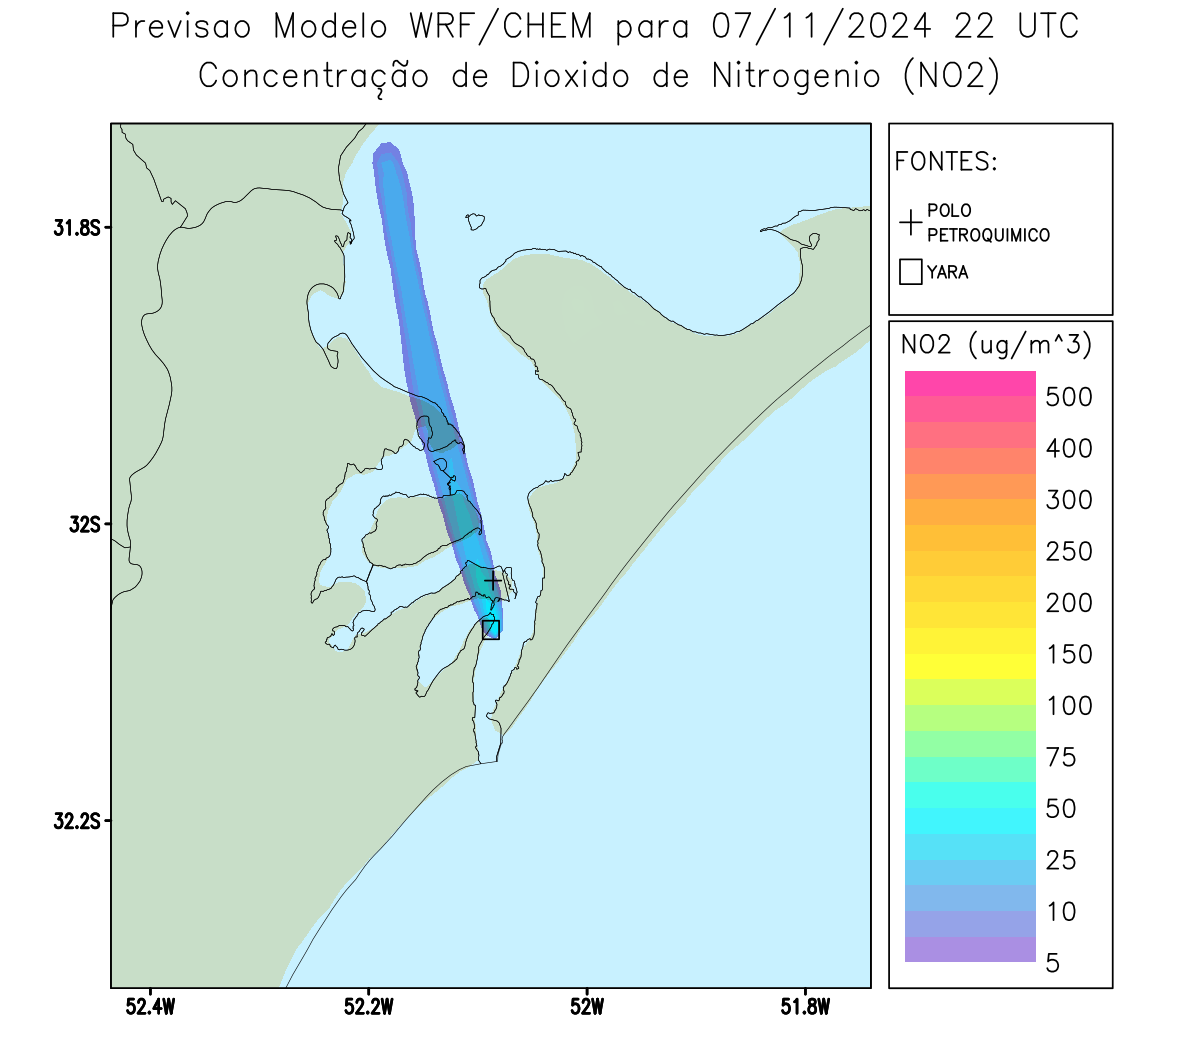 Previsao Modelo WRF/CHEM para 07/11/2024 22 UTC
Concentração de Dioxido de Nitrogenio (NO2)
FONTES:
POLO
PETROQUIMICO
YARA
NO2 (ug/m^3)
500
400
300
250
200
150
100
75
50
25
10
5
31.8S
32S
32.2S
52.4W
52.2W
52W
51.8W